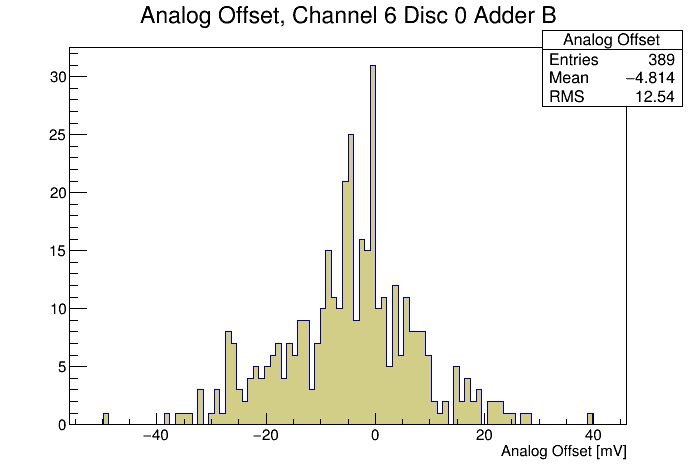 Analog Offset, Channel 6 Disc 0 Adder B
Analog Offset
Entries 389
Mean −4.814
RMS 12.54
30
25
20
15
10
5
0
−40 −20 0 20 40
Analog Offset [mV]